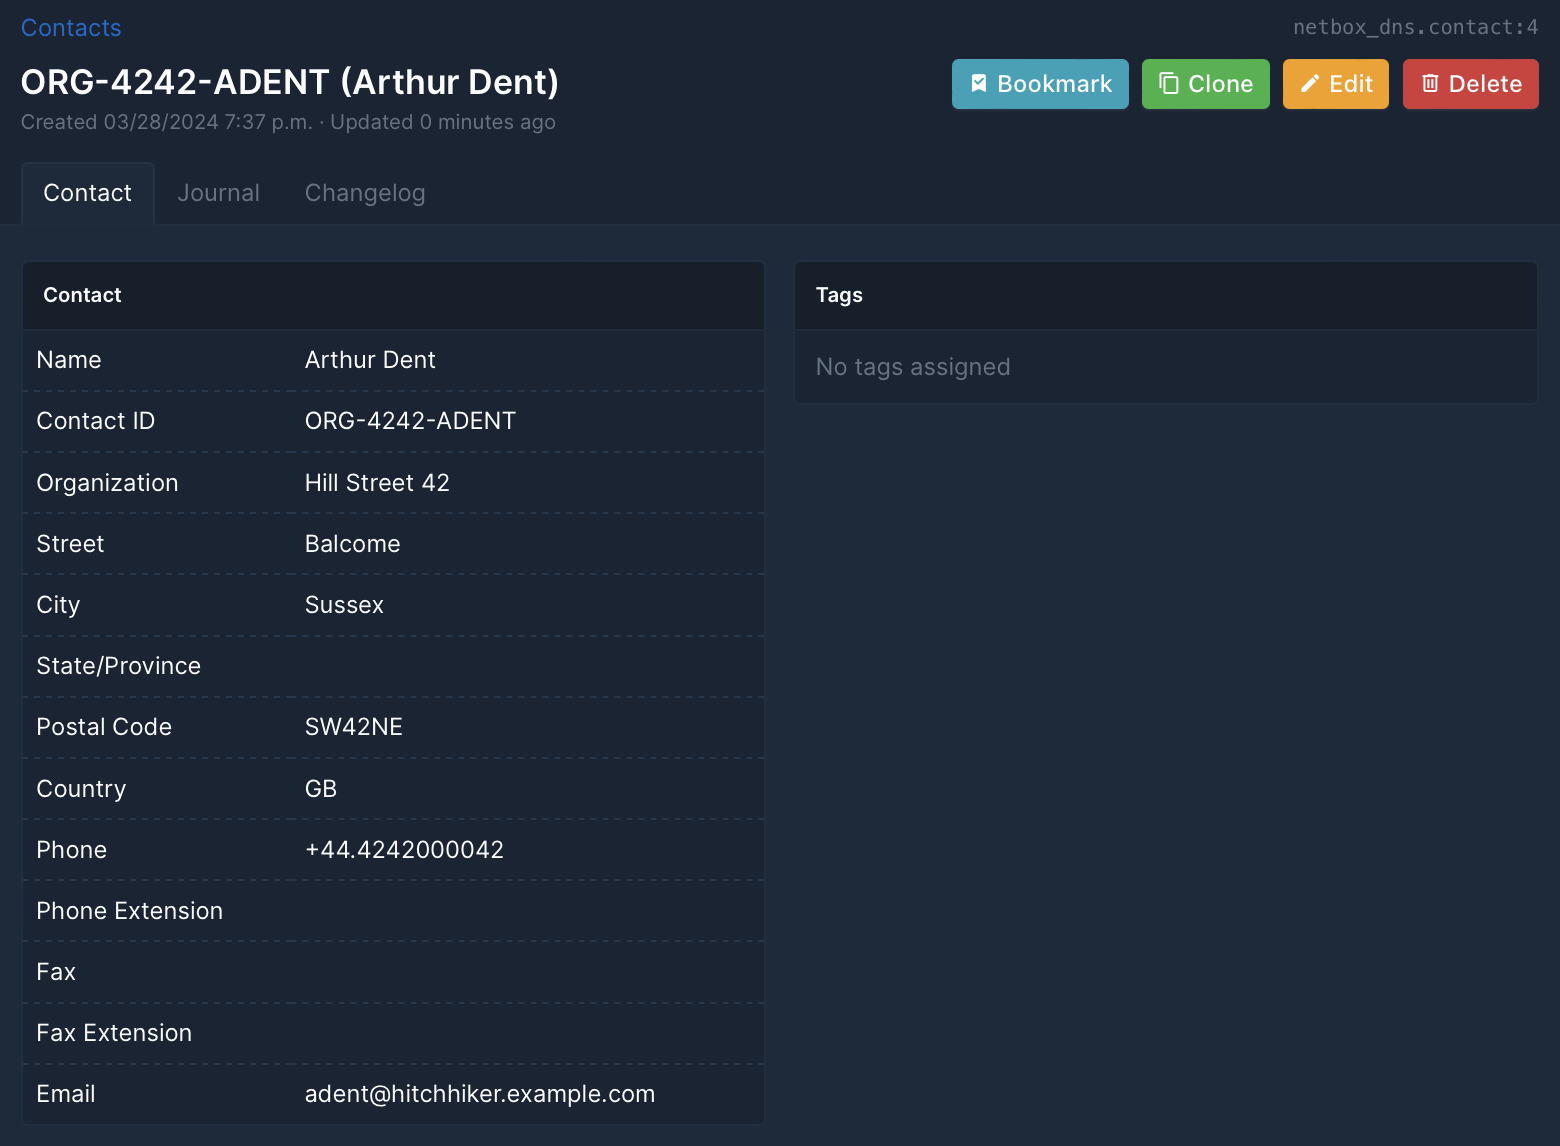 Contacts
netbox_dns.contact:4
ORG-4242-ADENT (Arthur Dent)
Bookmark Clone Edit Delete
Created 03/28/2024 7:37 p.m. · Updated 0 minutes ago
Contact Journal Changelog
Contact
Name Arthur Dent
Contact ID ORG-4242-ADENT
Organization Hill Street 42
Street Balcome
City Sussex
State/Province
Postal Code SW42NE
Country GB
Phone +44.4242000042
Phone Extension
Fax
Fax Extension
Email adent@hitchhiker.example.com
Tags
No tags assigned